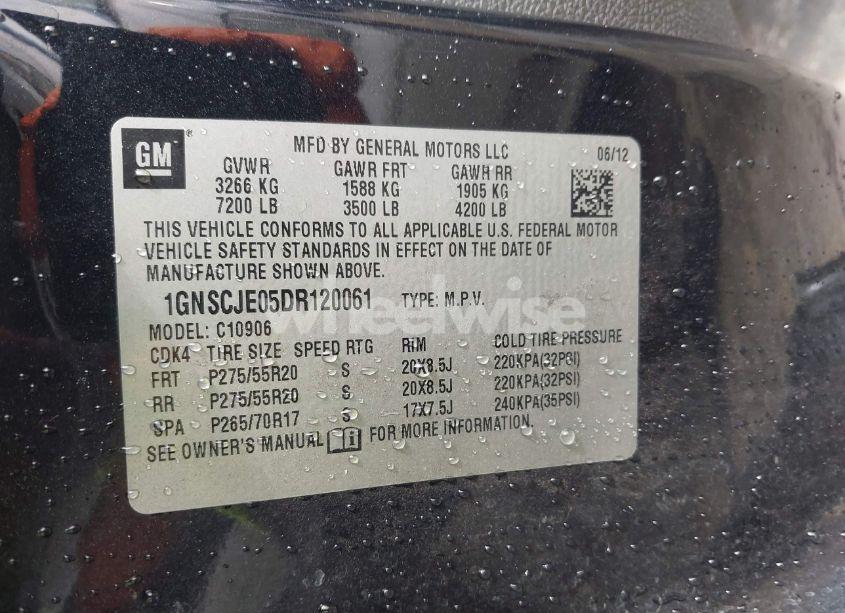 GM
MFD BY GENERAL MOTORS LLC
06/12
GVWR GAWR FRT GAWR RR
3266 KG 1588 KG 1905 KG
7200 LB 3500 LB 4200 LB
THIS VEHICLE CONFORMS TO ALL APPLICABLE U.S. FEDERAL MOTOR
VEHICLE SAFETY STANDARDS IN EFFECT ON THE DATE OF
MANUFACTURE SHOWN ABOVE.
1GNSCJE05DR120061 TYPE: M.P.V.
wheelwise
MODEL: C10906
CDK4 TIRE SIZE SPEED RTG RIM COLD TIRE PRESSURE
FRT P275/55R20 S 20X8.5J 220KPA(32PSI)
RR P275/55R20 S 20X8.5J 220KPA(32PSI)
SPA P265/70R17 S 17X7.5J 240KPA(35PSI)
SEE OWNER'S MANUAL FOR MORE INFORMATION.